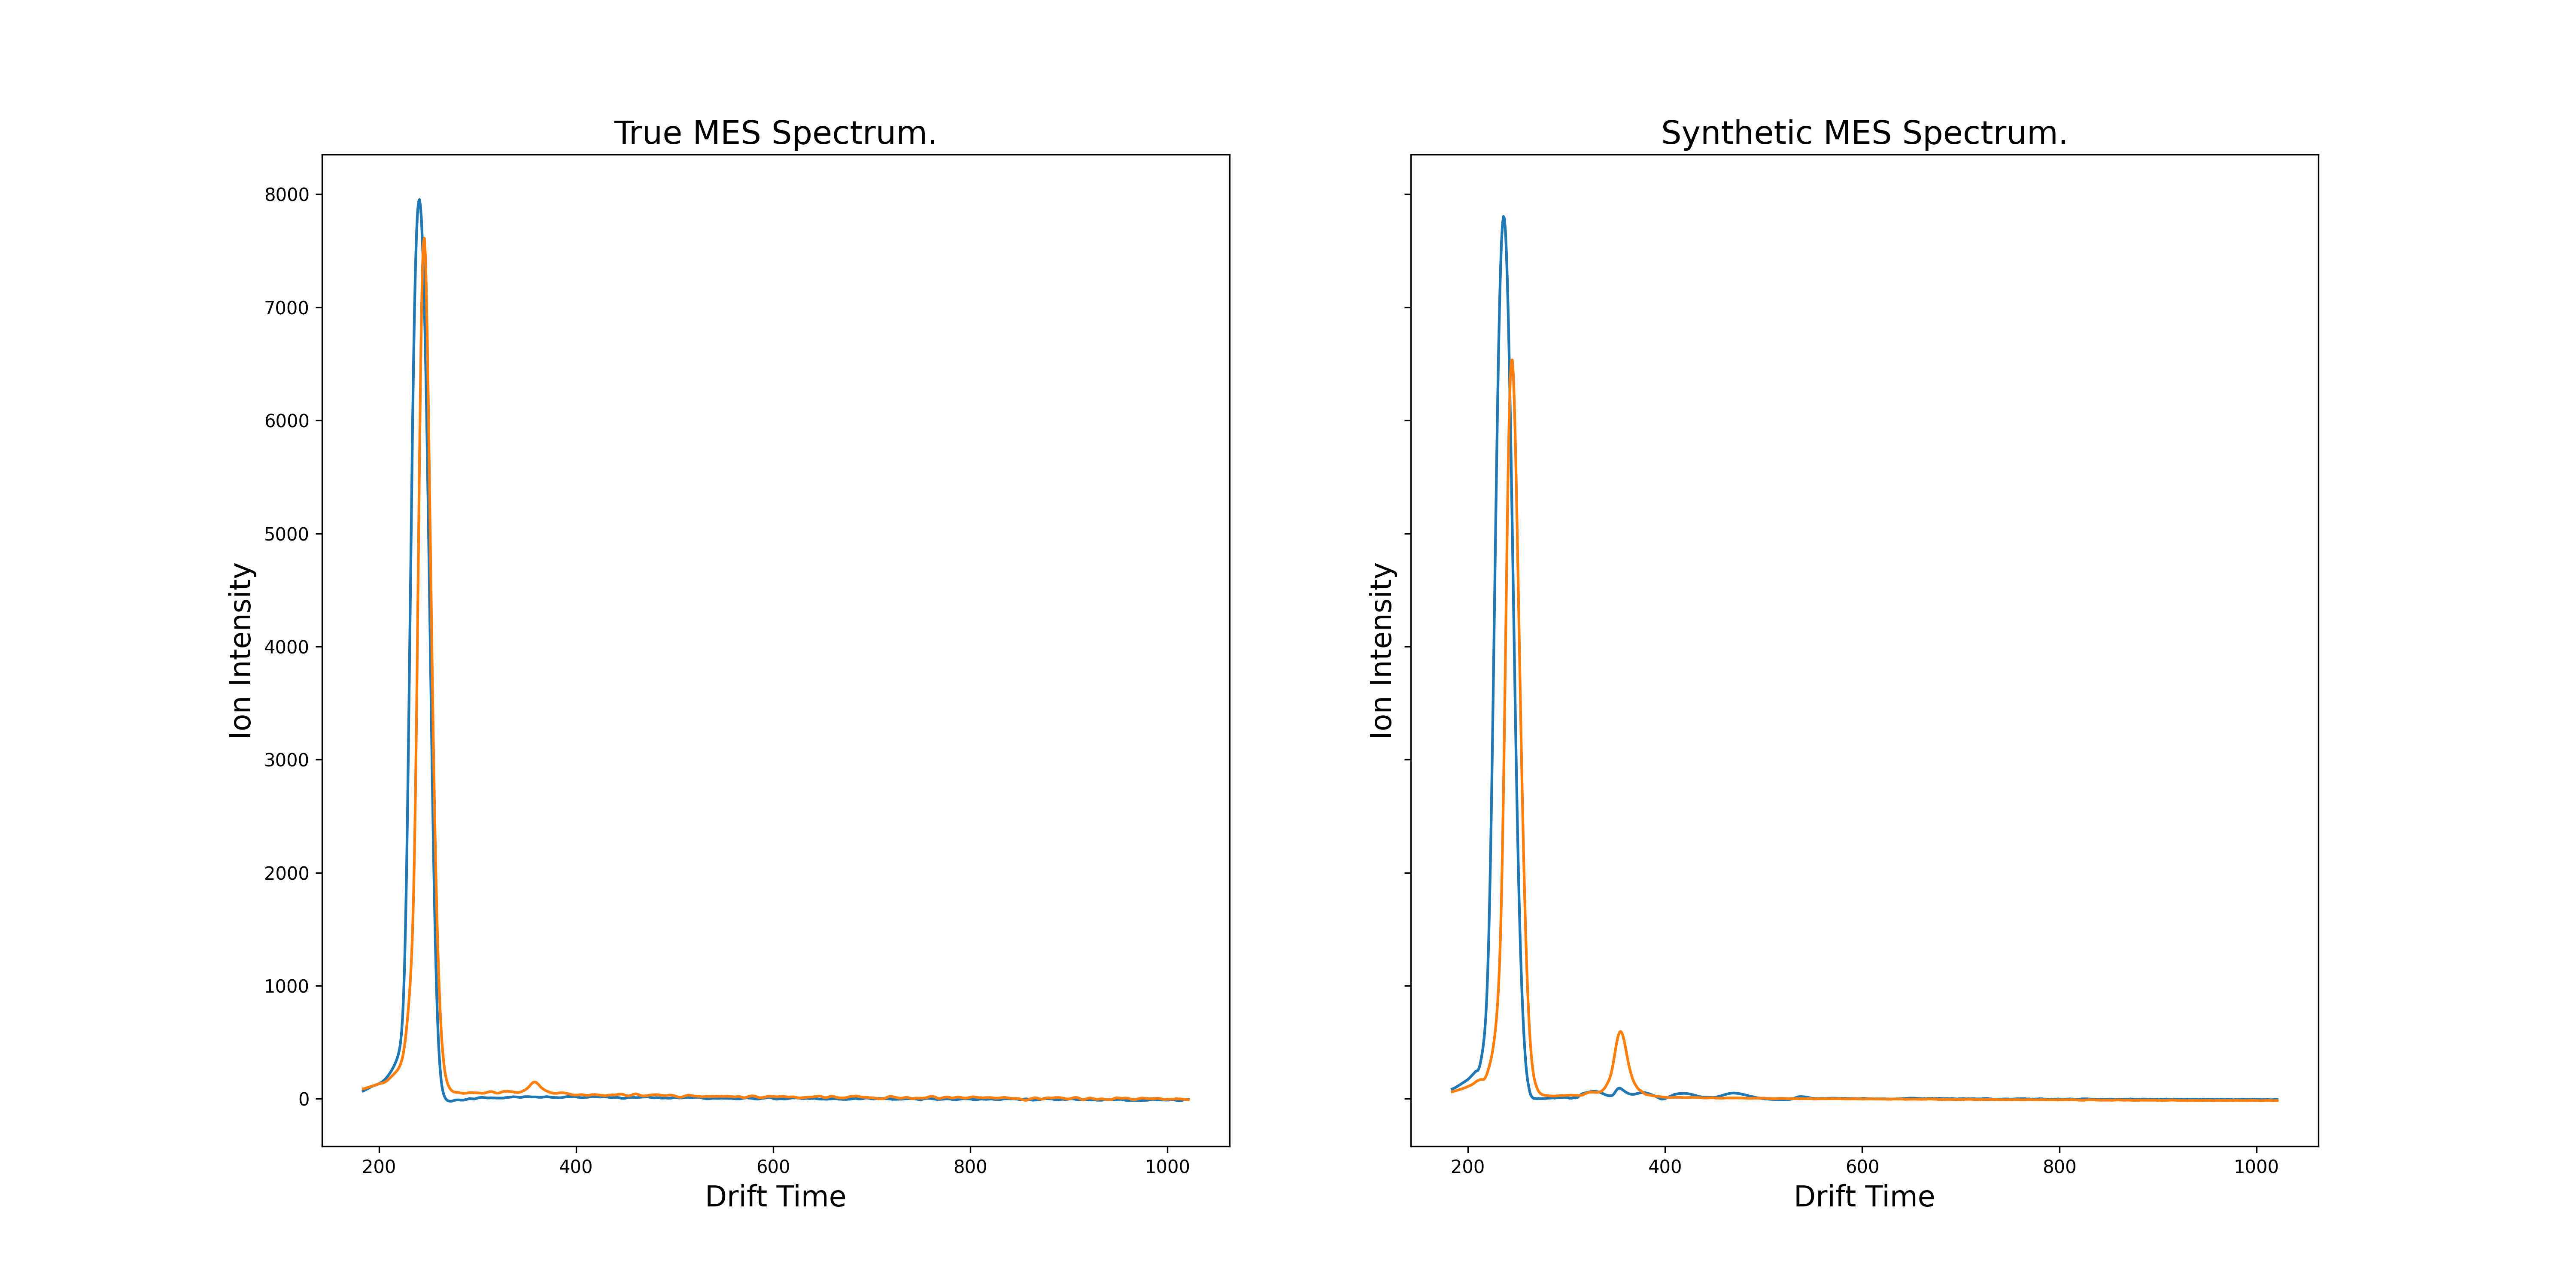 True MES Spectrum.
Ion Intensity
8000
7000
6000
5000
4000
3000
2000
1000
0
200 400 600 800 1000
Drift Time
Synthetic MES Spectrum.
Ion Intensity
200 400 600 800 1000
Drift Time